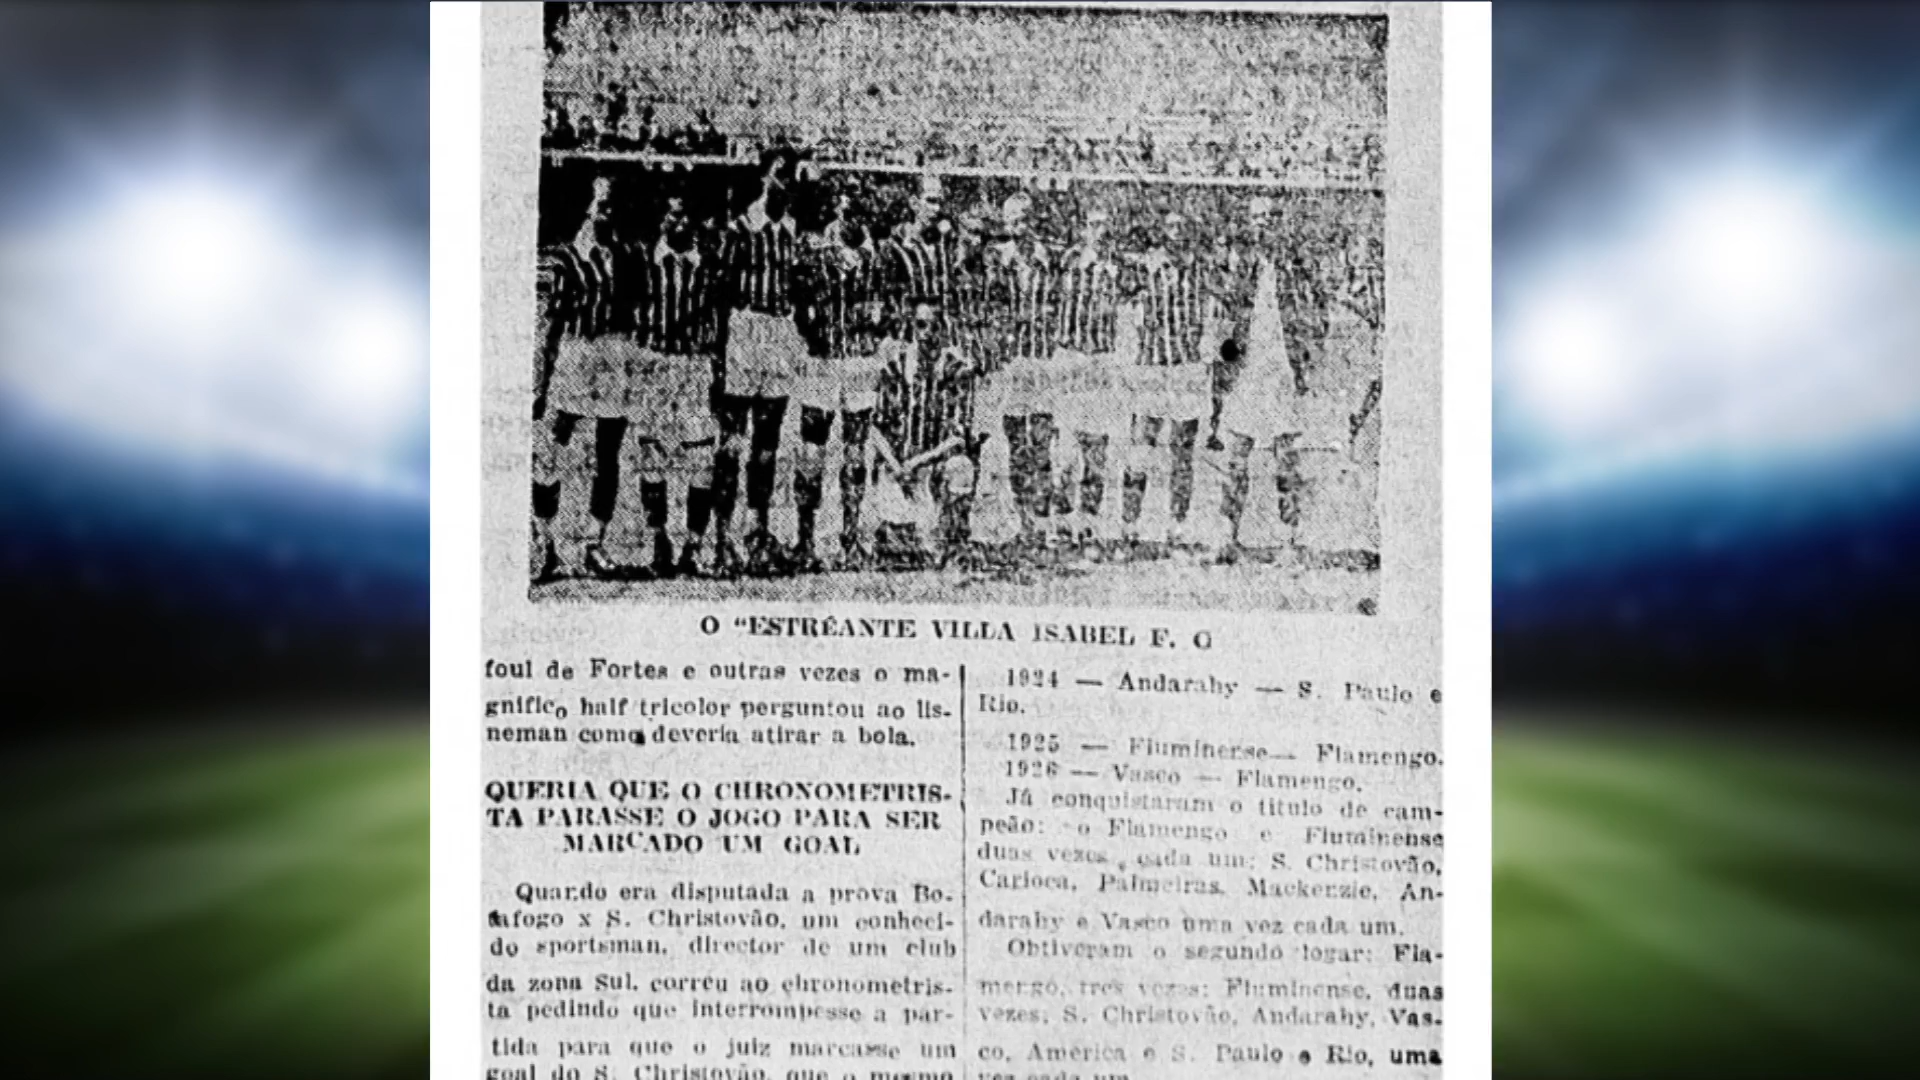 O "ESTRÉANTE VILLA ISABEL F. C
foul de Fortes e outras vezes o ma-
gnifico half tricolor perguntou ao lis-
neman como deveria atirar a bola.
QUERIA QUE O CHRONOMETRIS-
TA PARASSE O JOGO PARA SER
MARCADO UM GOAL
Quando era disputada a prova Bo-
tafogo x S. Christovão, um conheci-
do sportsman, director de um club
da zona Sul, correu ao chronometris-
ta pedindo que interrompesse a par-
tida para que o juiz marcasse um
goal do S. Christovão, que o mesmo
1924 — Andarahy — S. Paulo e
Rio.
1925 — Fluminense — Flamengo.
1926 — Vasco — Flamengo.
Já conquistaram o titulo de cam-
peão: o Flamengo e Fluminense
duas vezes, cada um; S. Christovão,
Carioca, Palmeiras, Mackenzie, An-
darahy e Vasco uma vez cada um.
Obtiveram o segundo logar: Fla-
mengo, tres vezes; Fluminense, duas
vezes; S. Christovão, Andarahy, Vas-
co, America e S. Paulo e Rio, uma
vez cada um.